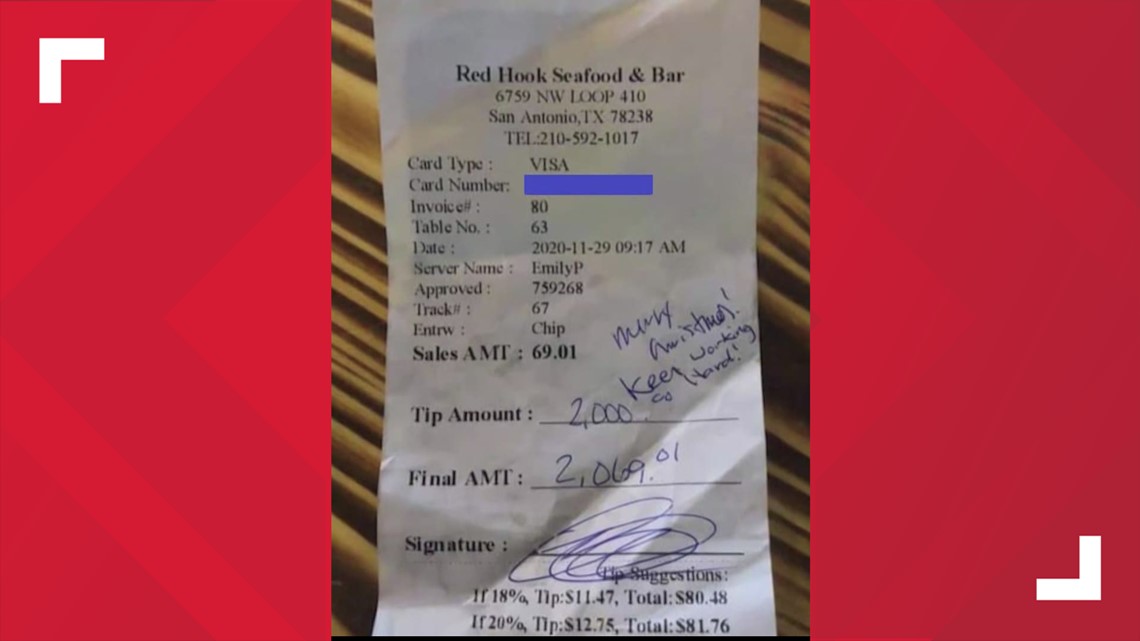 Red Hook Seafood & Bar
6759 NW LOOP 410
San Antonio,TX 78238
TEL:210-592-1017
Card Type : VISA
Card Number:
Invoice# : 80
Table No. : 63
Date : 2020-11-29 09:17 AM
Server Name : EmilyP
Approved : 759268
Track# : 67
Entrw : Chip
Sales AMT : 69.01
Merry
Christmas!
Keep working
so hard!
Tip Amount : 2,000.
Final AMT : 2,069.01
Signature :
Tip Suggestions:
If 18%, Tip:$11.47, Total:$80.48
If 20%, Tip:$12.75, Total:$81.76